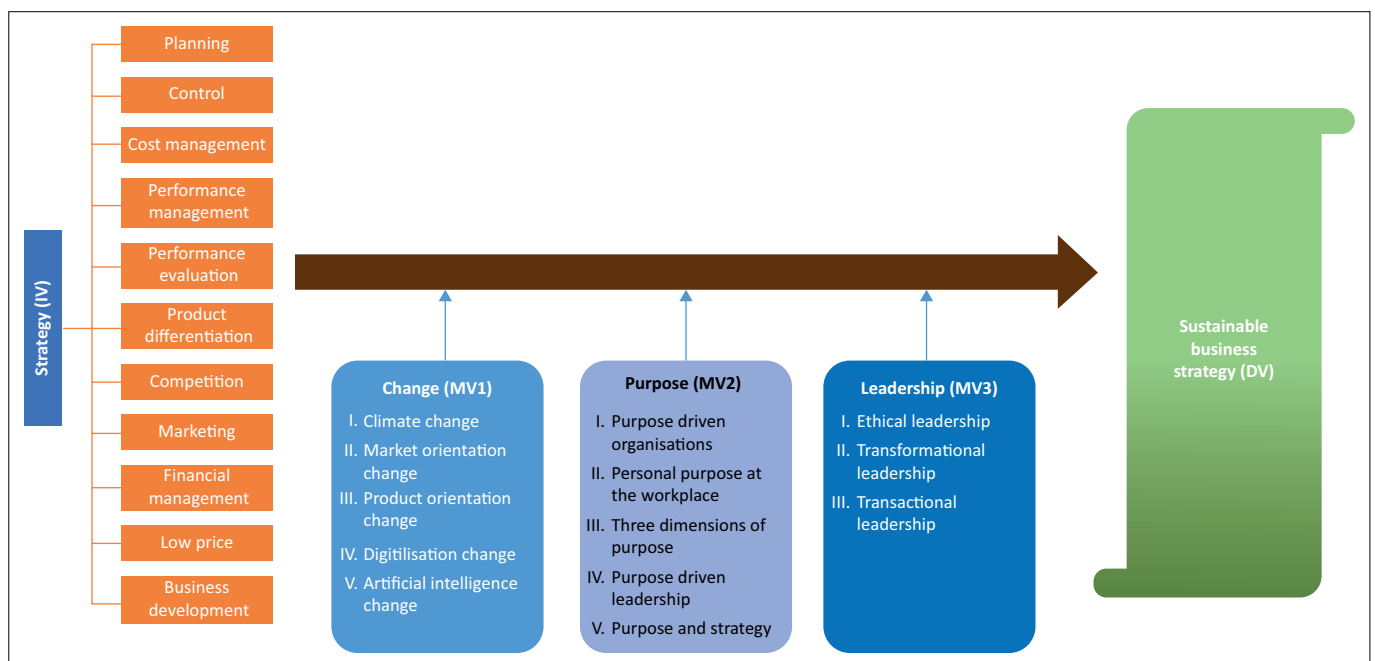 Strategy (IV)
Planning
Control
Cost management
Performance
management
Performance
evaluation
Product
differentiation
Competition
Marketing
Financial
management
Low price
Business
development
Change (MV1)
I. Climate change
II. Market orientation
change
III. Product orientation
change
IV. Digitilisation change
V. Artificial intelligence
change
Purpose (MV2)
I. Purpose driven
organisations
II. Personal purpose at
the workplace
III. Three dimensions of
purpose
IV. Purpose driven
leadership
V. Purpose and strategy
Leadership (MV3)
I. Ethical leadership
II. Transformational
leadership
III. Transactional
leadership
Sustainable
business
strategy (DV)